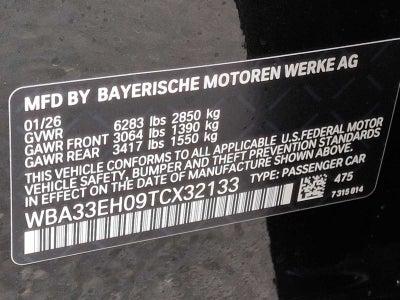 MFD BY BAYERISCHE MOTOREN WERKE AG
01/26 6283 lbs 2850 kg
GVWR
GAWR FRONT 3064 lbs 1390 kg
GAWR REAR 3417 lbs 1550 kg
THIS VEHICLE CONFORMS TO ALL APPLICABLE U.S.FEDERAL MOTOR
VEHICLE SAFETY, BUMPER AND THEFT PREVENTION STANDARDS
IN EFFECT ON THE DATE OF MANUFACTURE SHOWN ABOVE.
WBA33EH09TCX32133 TYPE: PASSENGER CAR
475
7 315 014